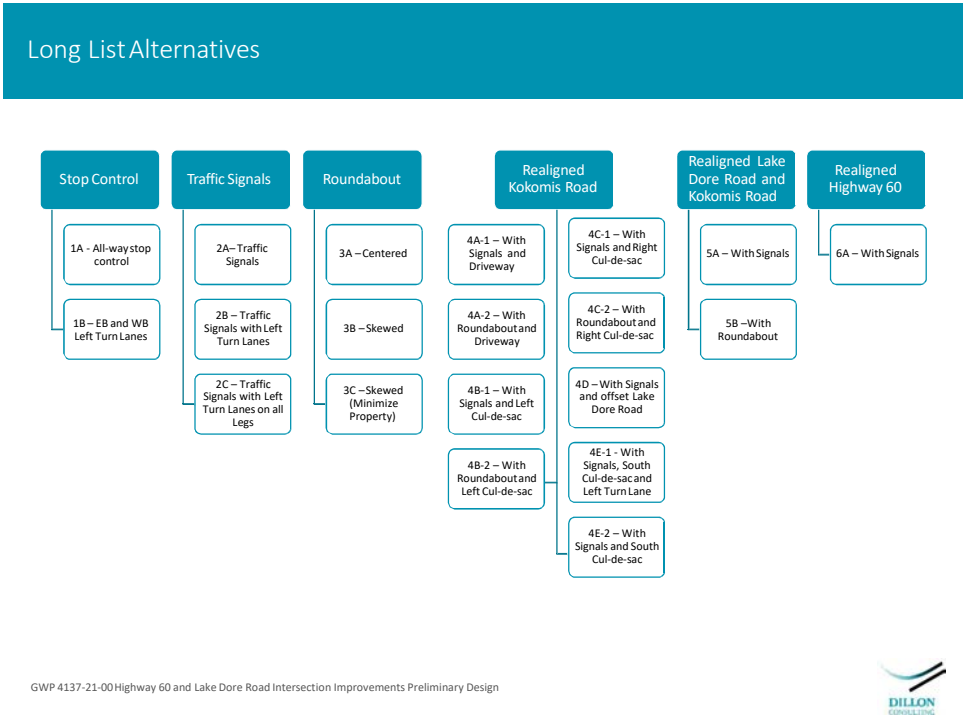 Long List Alternatives
Stop Control
1A - All-way stop
control
1B – EB and WB
Left Turn Lanes
Traffic Signals
2A– Traffic
Signals
2B – Traffic
Signals with Left
Turn Lanes
2C – Traffic
Signals with Left
Turn Lanes on all
Legs
Roundabout
3A – Centered
3B – Skewed
3C – Skewed
(Minimize
Property)
Realigned
Kokomis Road
4A-1 – With
Signals and
Driveway
4A-2 – With
Roundabout and
Driveway
4B-1 – With
Signals and Left
Cul-de-sac
4B-2 – With
Roundabout and
Left Cul-de-sac
4C-1 – With
Signals and Right
Cul-de-sac
4C-2 – With
Roundabout and
Right Cul-de-sac
4D – With Signals
and offset Lake
Dore Road
4E-1 - With
Signals, South
Cul-de-sac and
Left Turn Lane
4E-2 – With
Signals and South
Cul-de-sac
Realigned Lake
Dore Road and
Kokomis Road
5A – With Signals
5B –With
Roundabout
Realigned
Highway 60
6A – With Signals
GWP 4137-21-00 Highway 60 and Lake Dore Road Intersection Improvements Preliminary Design
DILLON
CONSULTING